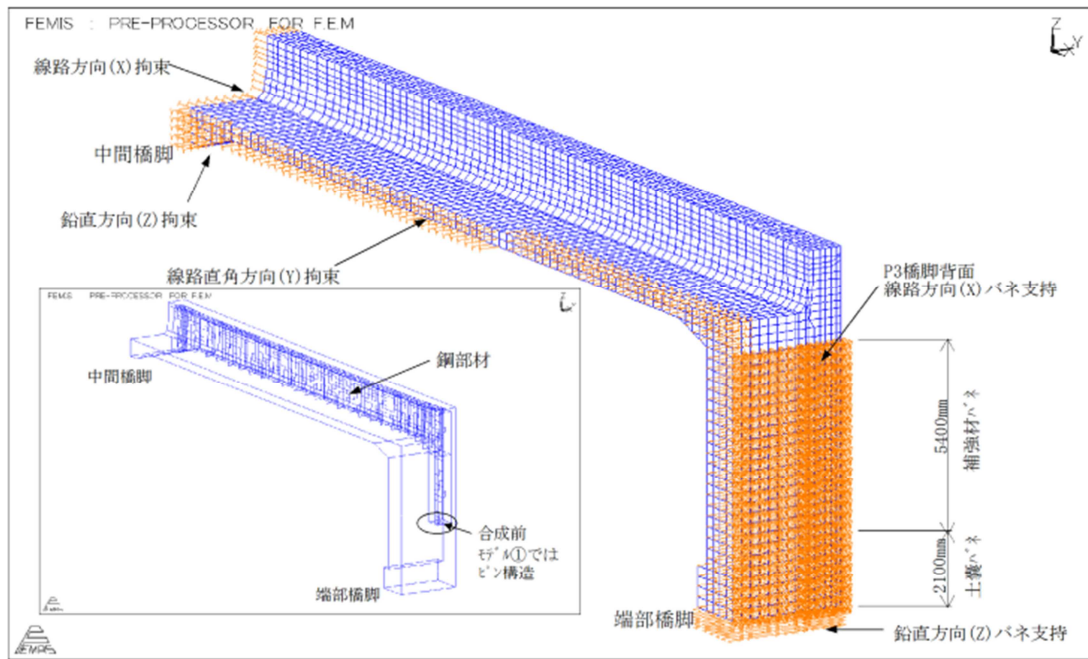 FEMIS : PRE-PROCESSOR FOR F.E.M
Z
Y
X
線路方向(X)拘束
中間橋脚
鉛直方向(Z)拘束
線路直角方向(Y)拘束
P3橋脚背面
線路方向(X)バネ支持
5400mm
補強材バネ
2100mm
土嚢バネ
端部橋脚
鉛直方向(Z)バネ支持
FEMIS PRE-PROCESSOR FOR F.E.M
Z
鋼部材
中間橋脚
合成前
モデル①では
ピン構造
端部橋脚